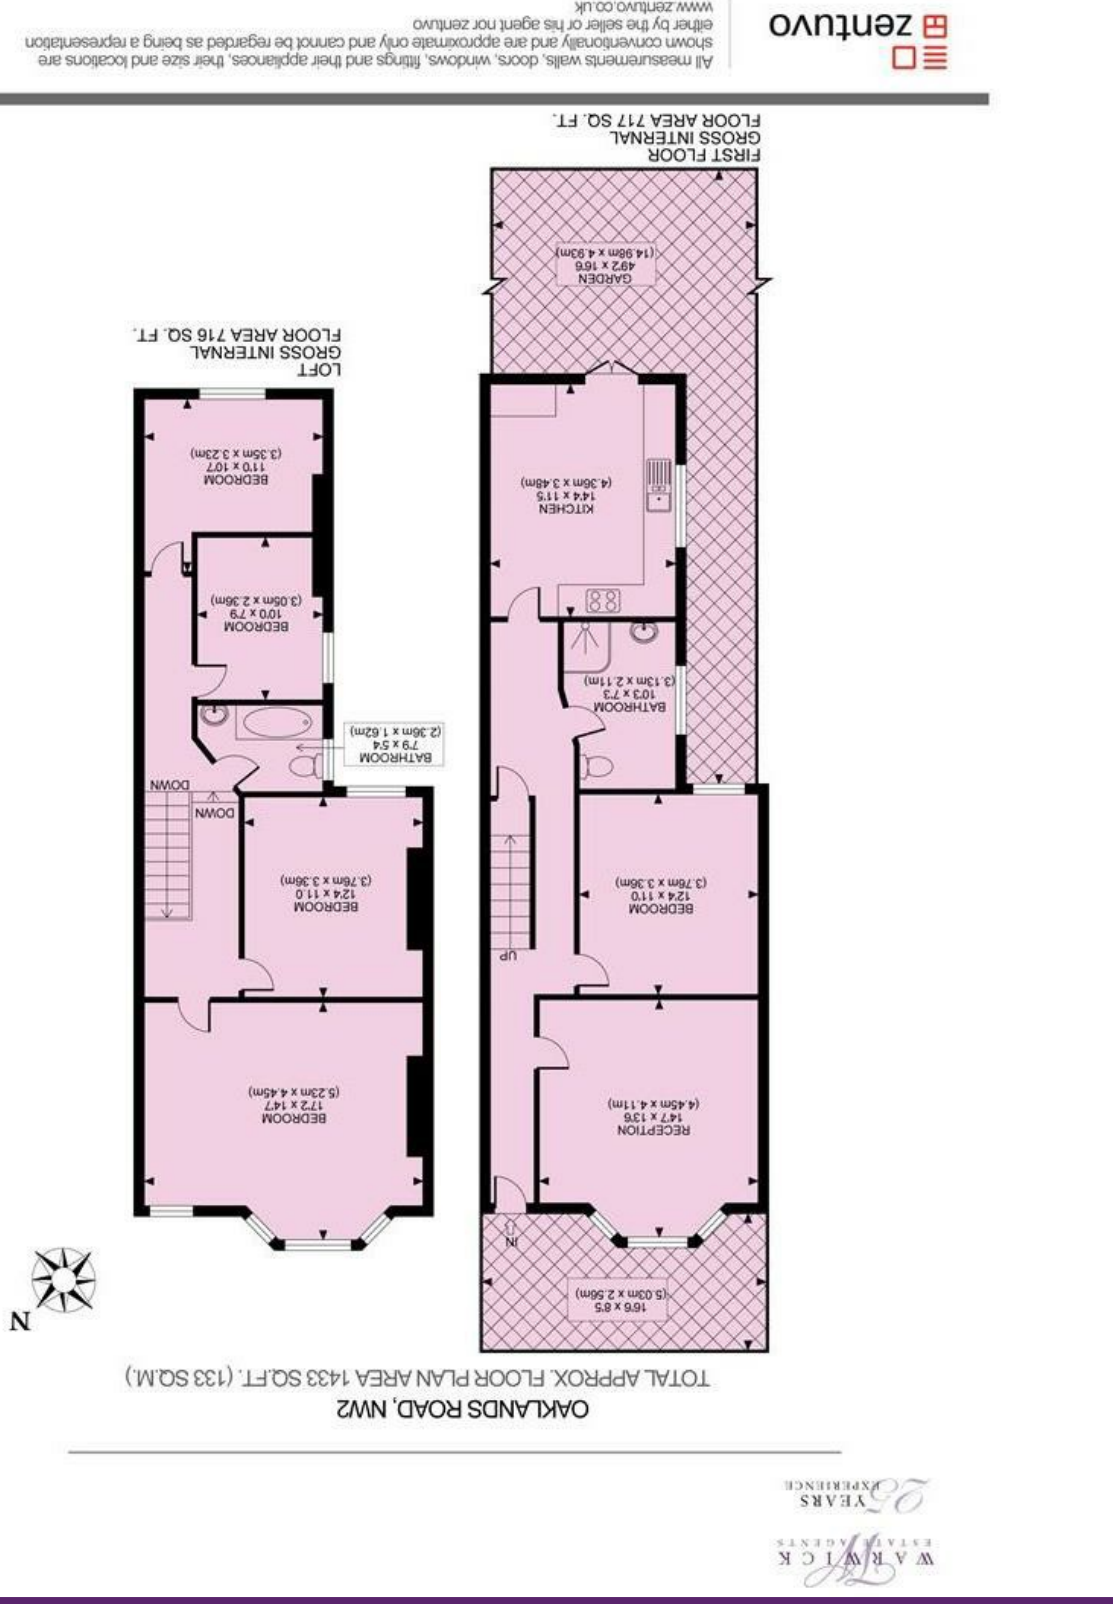 WARWICK
ESTATE AGENTS
25 YEARS
EXPERIENCE
OAKLANDS ROAD, NW2
TOTAL APPROX. FLOOR PLAN AREA 1433 SQ.FT. (133 SQ.M.)
N
16'6 x 8'5
(5.03m x 2.56m)
IN
RECEPTION
14'7 x 13'6
(4.45m x 4.11m)
UP
BEDROOM
12'4 x 11'0
(3.76m x 3.36m)
BATHROOM
10'3 x 7'3
(3.13m x 2.11m)
KITCHEN
14'4 x 11'5
(4.36m x 3.48m)
GARDEN
49'2 x 16'6
(14.98m x 4.93m)
FIRST FLOOR
GROSS INTERNAL
FLOOR AREA 717 SQ. FT.
BEDROOM
17'2 x 14'7
(5.23m x 4.45m)
BEDROOM
12'4 x 11.0
(3.76m x 3.36m)
DOWN
DOWN
BATHROOM
7'9 x 5'4
(2.36m x 1.62m)
BEDROOM
10'0 x 7'9
(3.05m x 2.36m)
BEDROOM
11'0 x 10'7
(3.35m x 3.23m)
LOFT
GROSS INTERNAL
FLOOR AREA 716 SQ. FT.
zentuvo
All measurements walls, doors, windows, fittings and their appliances, their size and locations are
shown conventionally and are approximate only and cannot be regarded as being a representation
either by the seller or his agent nor zentuvo
www.zentuvo.co.uk